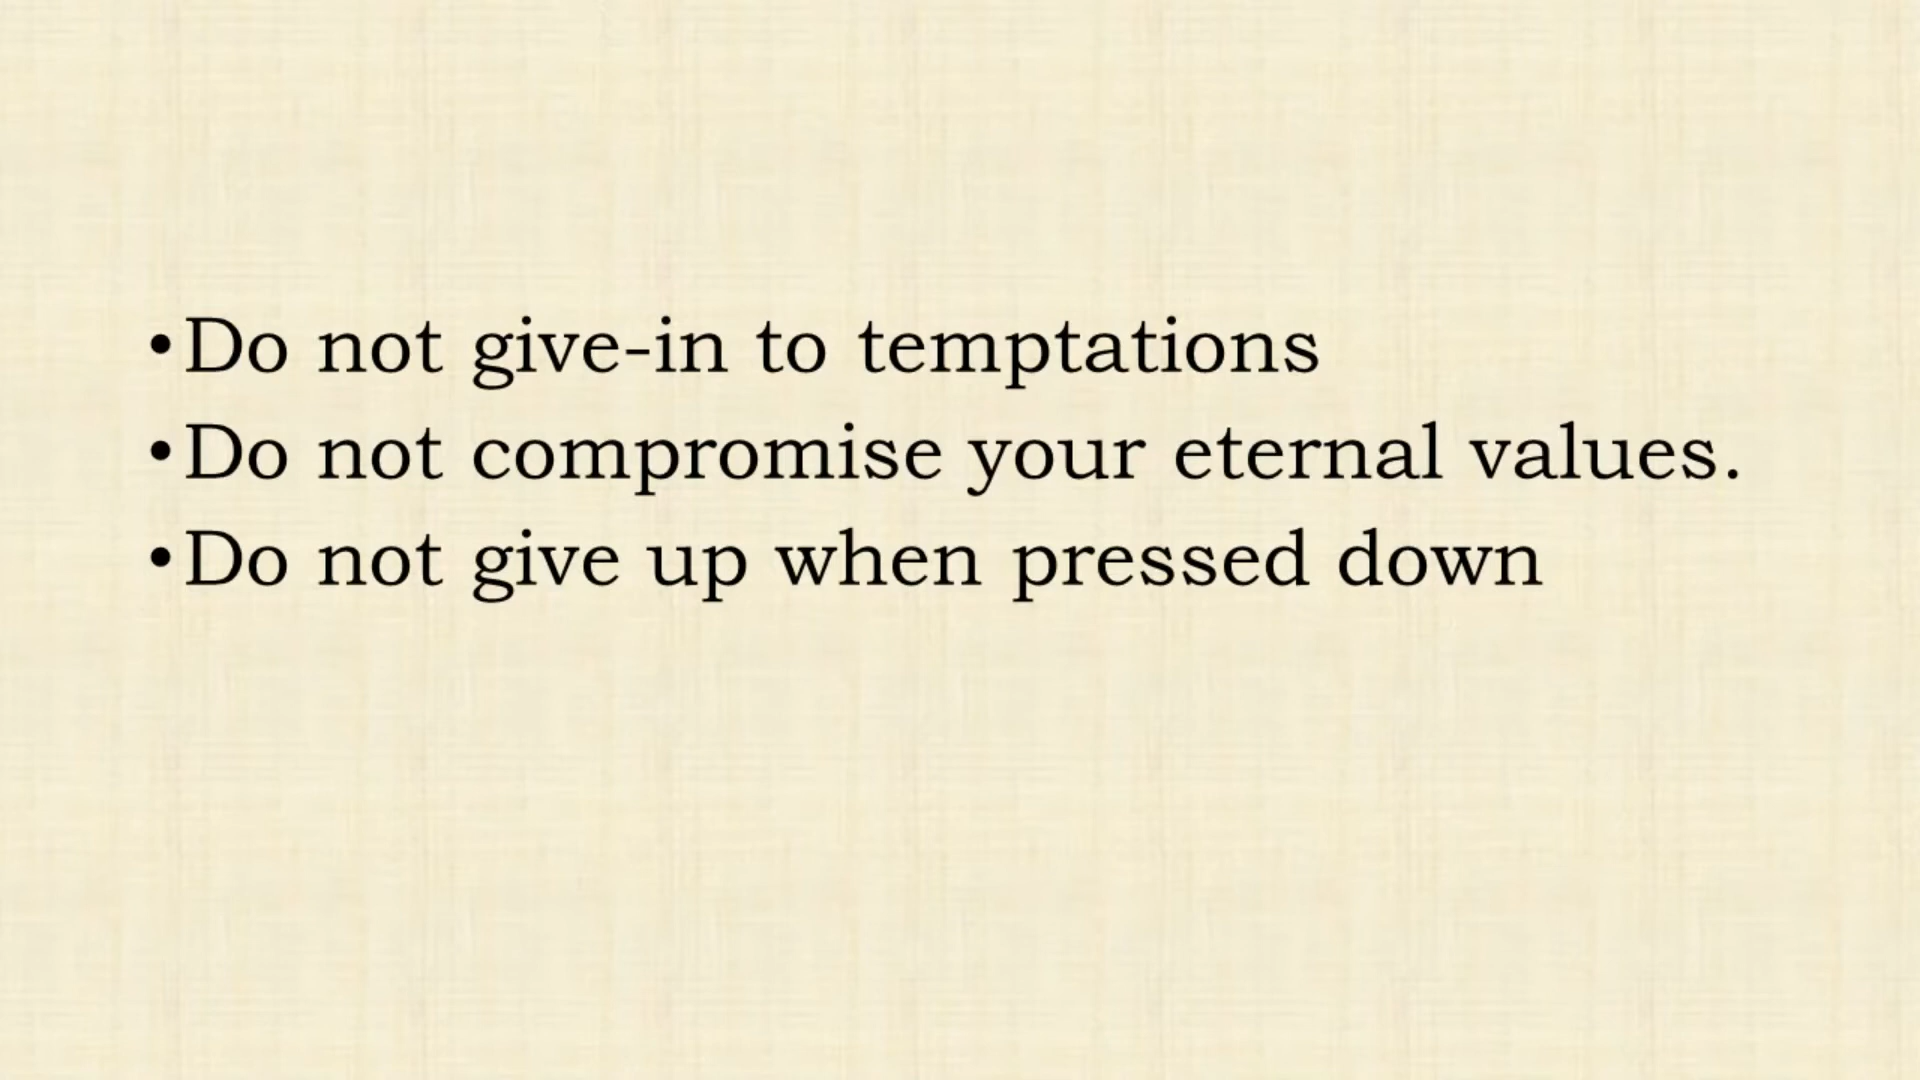 •Do not give-in to temptations
•Do not compromise your eternal values.
•Do not give up when pressed down